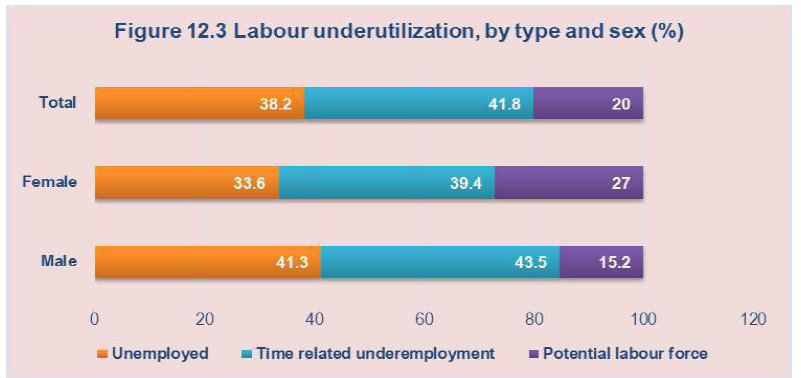 Figure 12.3 Labour underutilization, by type and sex (%)
Total 38.2 41.8 20
Female 33.6 39.4 27
Male 41.3 43.5 15.2
0 20 40 60 80 100 120
Unemployed Time related underemployment Potential labour force